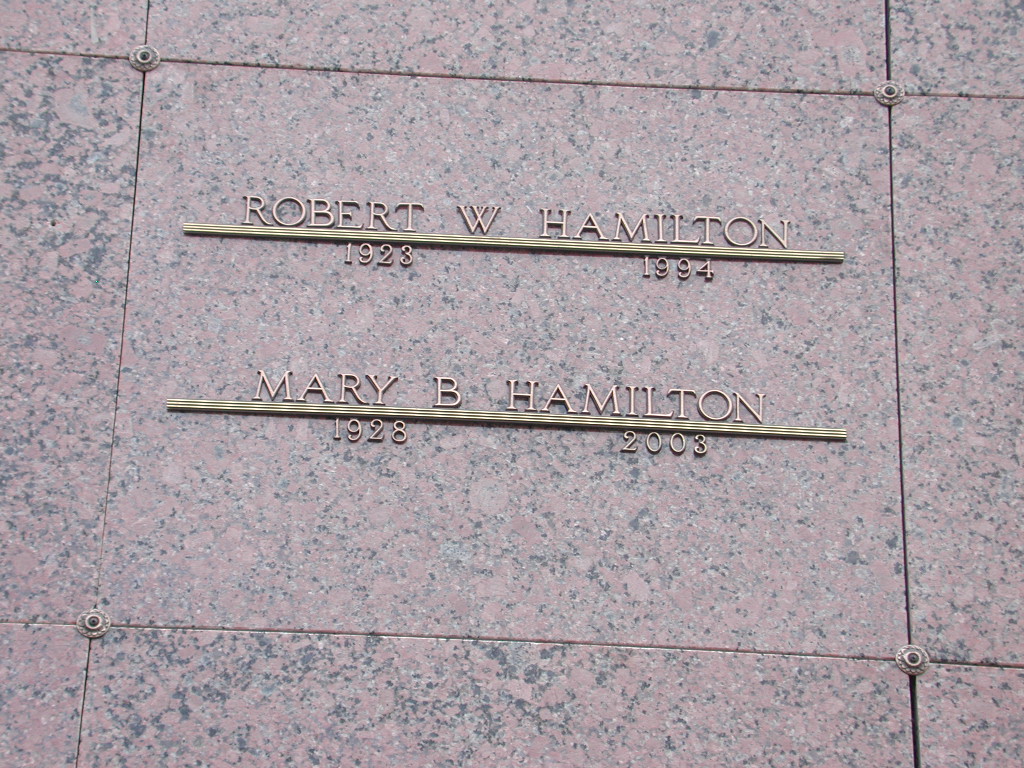 ROBERT W HAMILTON
1923 1994
MARY B HAMILTON
1928 2003